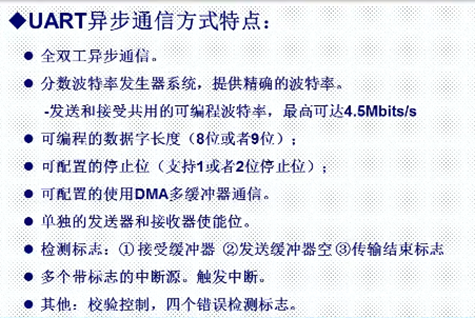 ◆UART异步通信方式特点：
● 全双工异步通信。
● 分数波特率发生器系统，提供精确的波特率。
-发送和接受共用的可编程波特率，最高可达4.5Mbits/s
● 可编程的数据字长度（8位或者9位）；
● 可配置的停止位（支持1或者2位停止位）；
● 可配置的使用DMA多缓冲器通信。
● 单独的发送器和接收器使能位。
● 检测标志：① 接受缓冲器 ②发送缓冲器空 ③传输结束标志
● 多个带标志的中断源。触发中断。
● 其他：校验控制，四个错误检测标志。